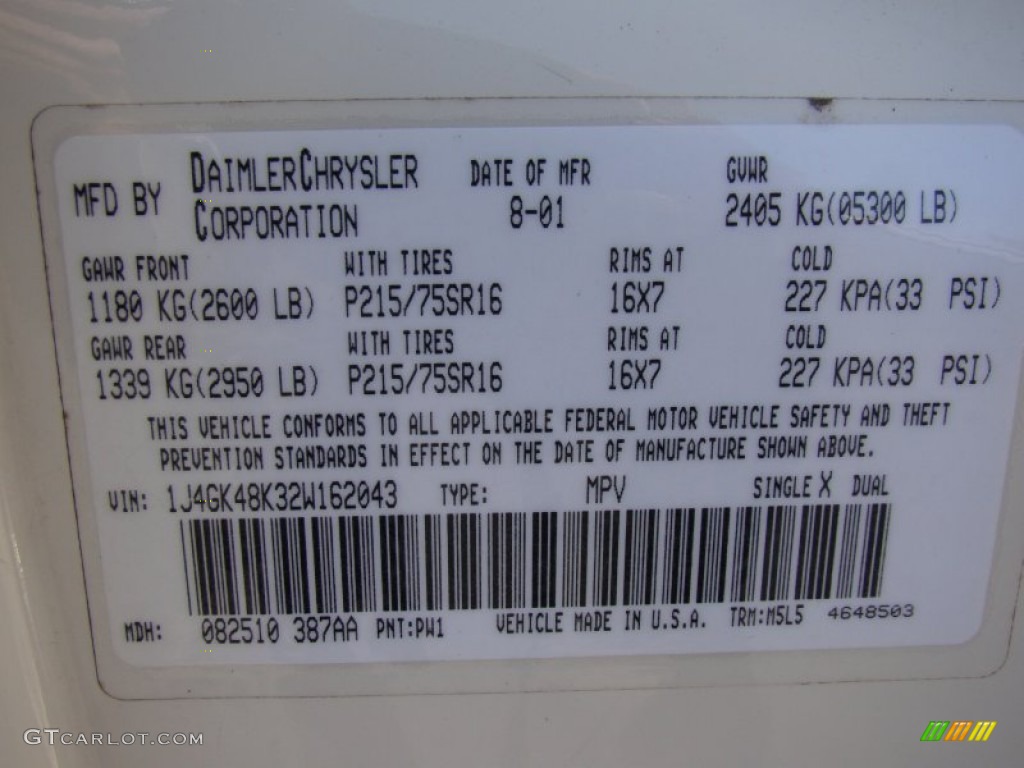 MFD BY DAIMLERCHRYSLER CORPORATION DATE OF MFR 8-01 GVWR 2405 KG(05300 LB)
GAWR FRONT WITH TIRES RIMS AT COLD
1180 KG(2600 LB) P215/75SR16 16X7 227 KPA(33 PSI)
GAWR REAR WITH TIRES RIMS AT COLD
1339 KG(2950 LB) P215/75SR16 16X7 227 KPA(33 PSI)
THIS VEHICLE CONFORMS TO ALL APPLICABLE FEDERAL MOTOR VEHICLE SAFETY AND THEFT
PREVENTION STANDARDS IN EFFECT ON THE DATE OF MANUFACTURE SHOWN ABOVE.
VIN: 1J4GK48K32W162043 TYPE: MPV SINGLE X DUAL
MDH: 082510 387AA PNT:PW1 VEHICLE MADE IN U.S.A. TRM:M5L5 4648503
GTCARLOT.COM